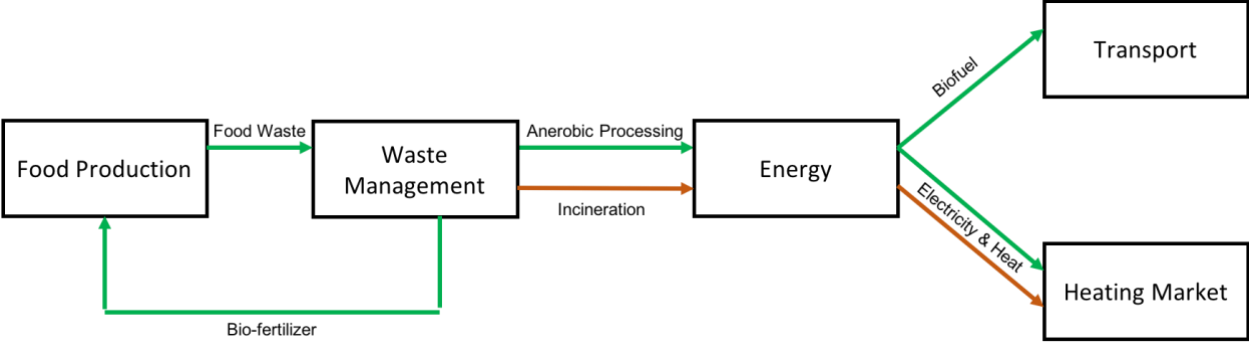 Transport
Biofuel
Food Waste
Anerobic Processing
Food Production
Waste
Management
Energy
Incineration
Electricity & Heat
Heating Market
Bio-fertilizer